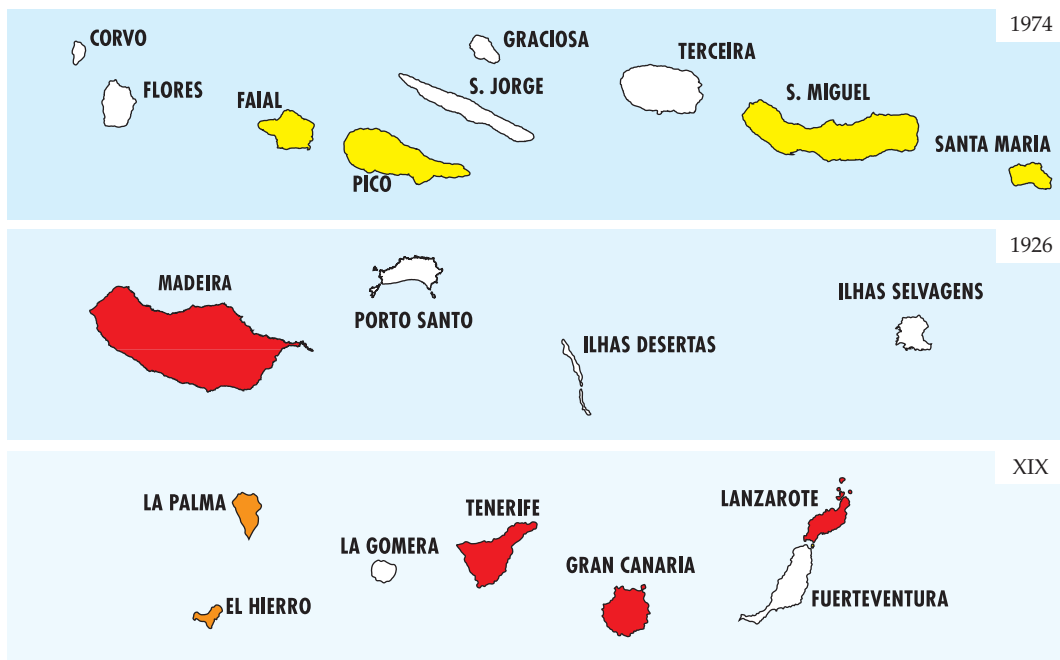 1974
CORVO
GRACIOSA
TERCEIRA
FLORES
S. JORGE
FAIAL
S. MIGUEL
SANTA MARIA
PICO
1926
MADEIRA
ILHAS SELVAGENS
PORTO SANTO
ILHAS DESERTAS
XIX
LA PALMA
TENERIFE
LANZAROTE
LA GOMERA
GRAN CANARIA
EL HIERRO
FUERTEVENTURA